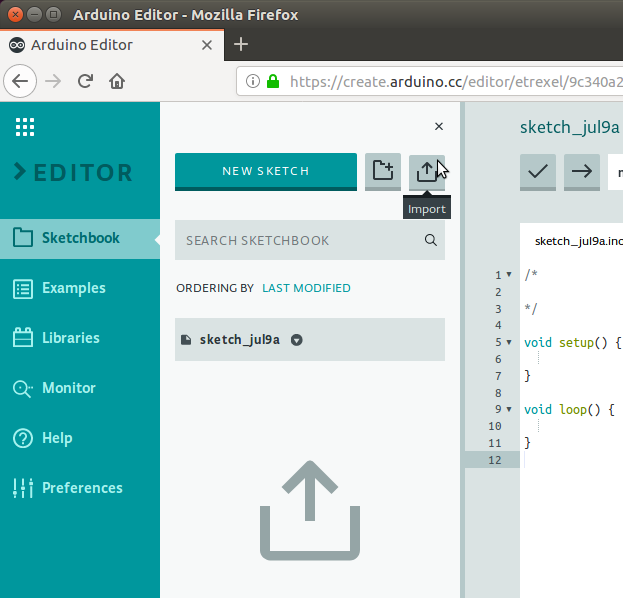 Arduino Editor - Mozilla Firefox
Arduino Editor
https://create.arduino.cc/editor/etrexel/9c340a2
EDITOR
Sketchbook
Examples
Libraries
Monitor
Help
Preferences
NEW SKETCH
Import
SEARCH SKETCHBOOK
ORDERING BY LAST MODIFIED
sketch_jul9a
sketch_jul9a
sketch_jul9a.ino
1 /*
2
3 */
4
5 void setup() {
6
7 }
8
9 void loop() {
10
11 }
12